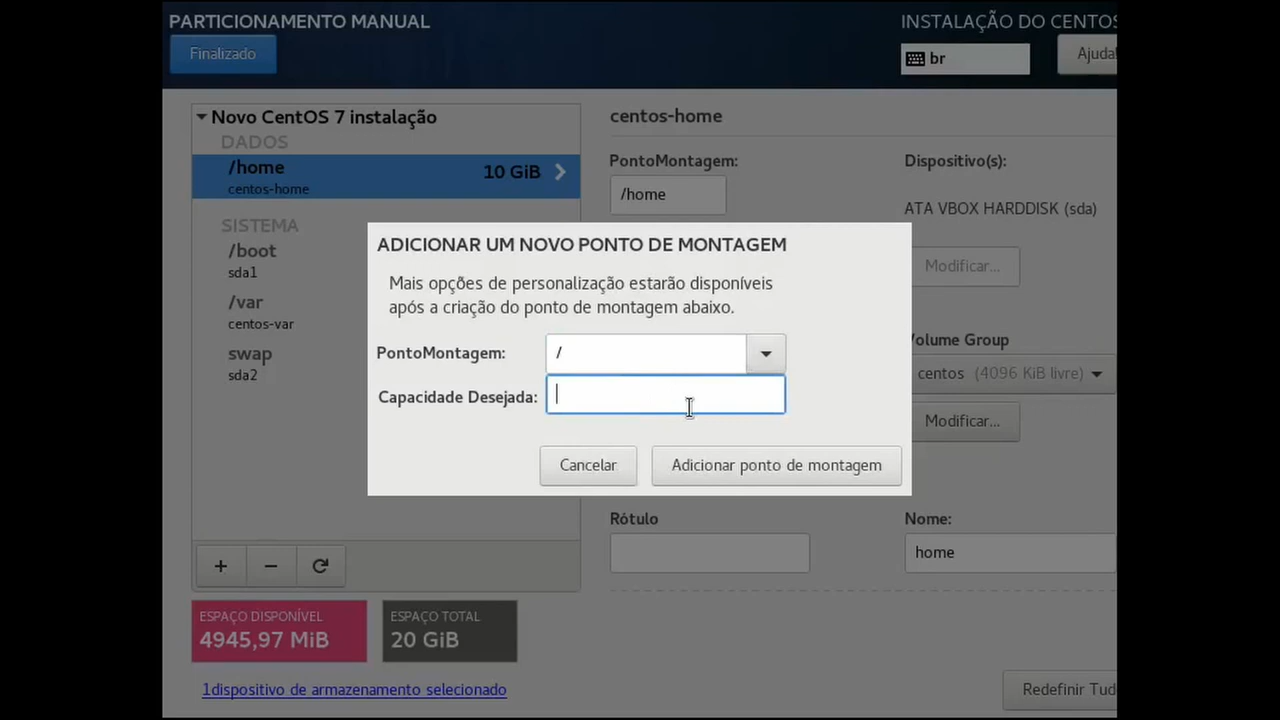 PARTICIONAMENTO MANUAL
INSTALAÇÃO DO CENTOS
Finalizado
br
Ajuda!
Novo CentOS 7 instalação
DADOS
/home
10 GiB
centos-home
SISTEMA
/boot
sda1
/var
centos-var
swap
sda2
+ −
ESPAÇO DISPONÍVEL
4945,97 MiB
ESPAÇO TOTAL
20 GiB
1dispositivo de armazenamento selecionado
centos-home
PontoMontagem:
/home
Dispositivo(s):
ATA VBOX HARDDISK (sda)
Modificar...
Volume Group
centos (4096 KiB livre)
Modificar...
Rótulo
Nome:
home
Redefinir Tud
ADICIONAR UM NOVO PONTO DE MONTAGEM
Mais opções de personalização estarão disponíveis
após a criação do ponto de montagem abaixo.
PontoMontagem:
/
Capacidade Desejada:
Cancelar
Adicionar ponto de montagem